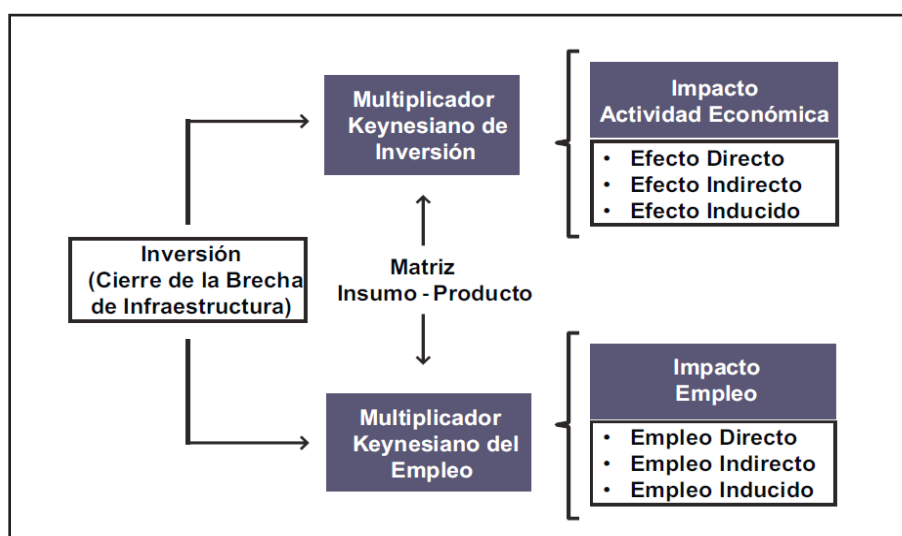 Inversión
(Cierre de la Brecha
de Infraestructura)
Multiplicador
Keynesiano de
Inversión
Matriz
Insumo - Producto
Multiplicador
Keynesiano del
Empleo
Impacto
Actividad Económica
• Efecto Directo
• Efecto Indirecto
• Efecto Inducido
Impacto
Empleo
• Empleo Directo
• Empleo Indirecto
• Empleo Inducido